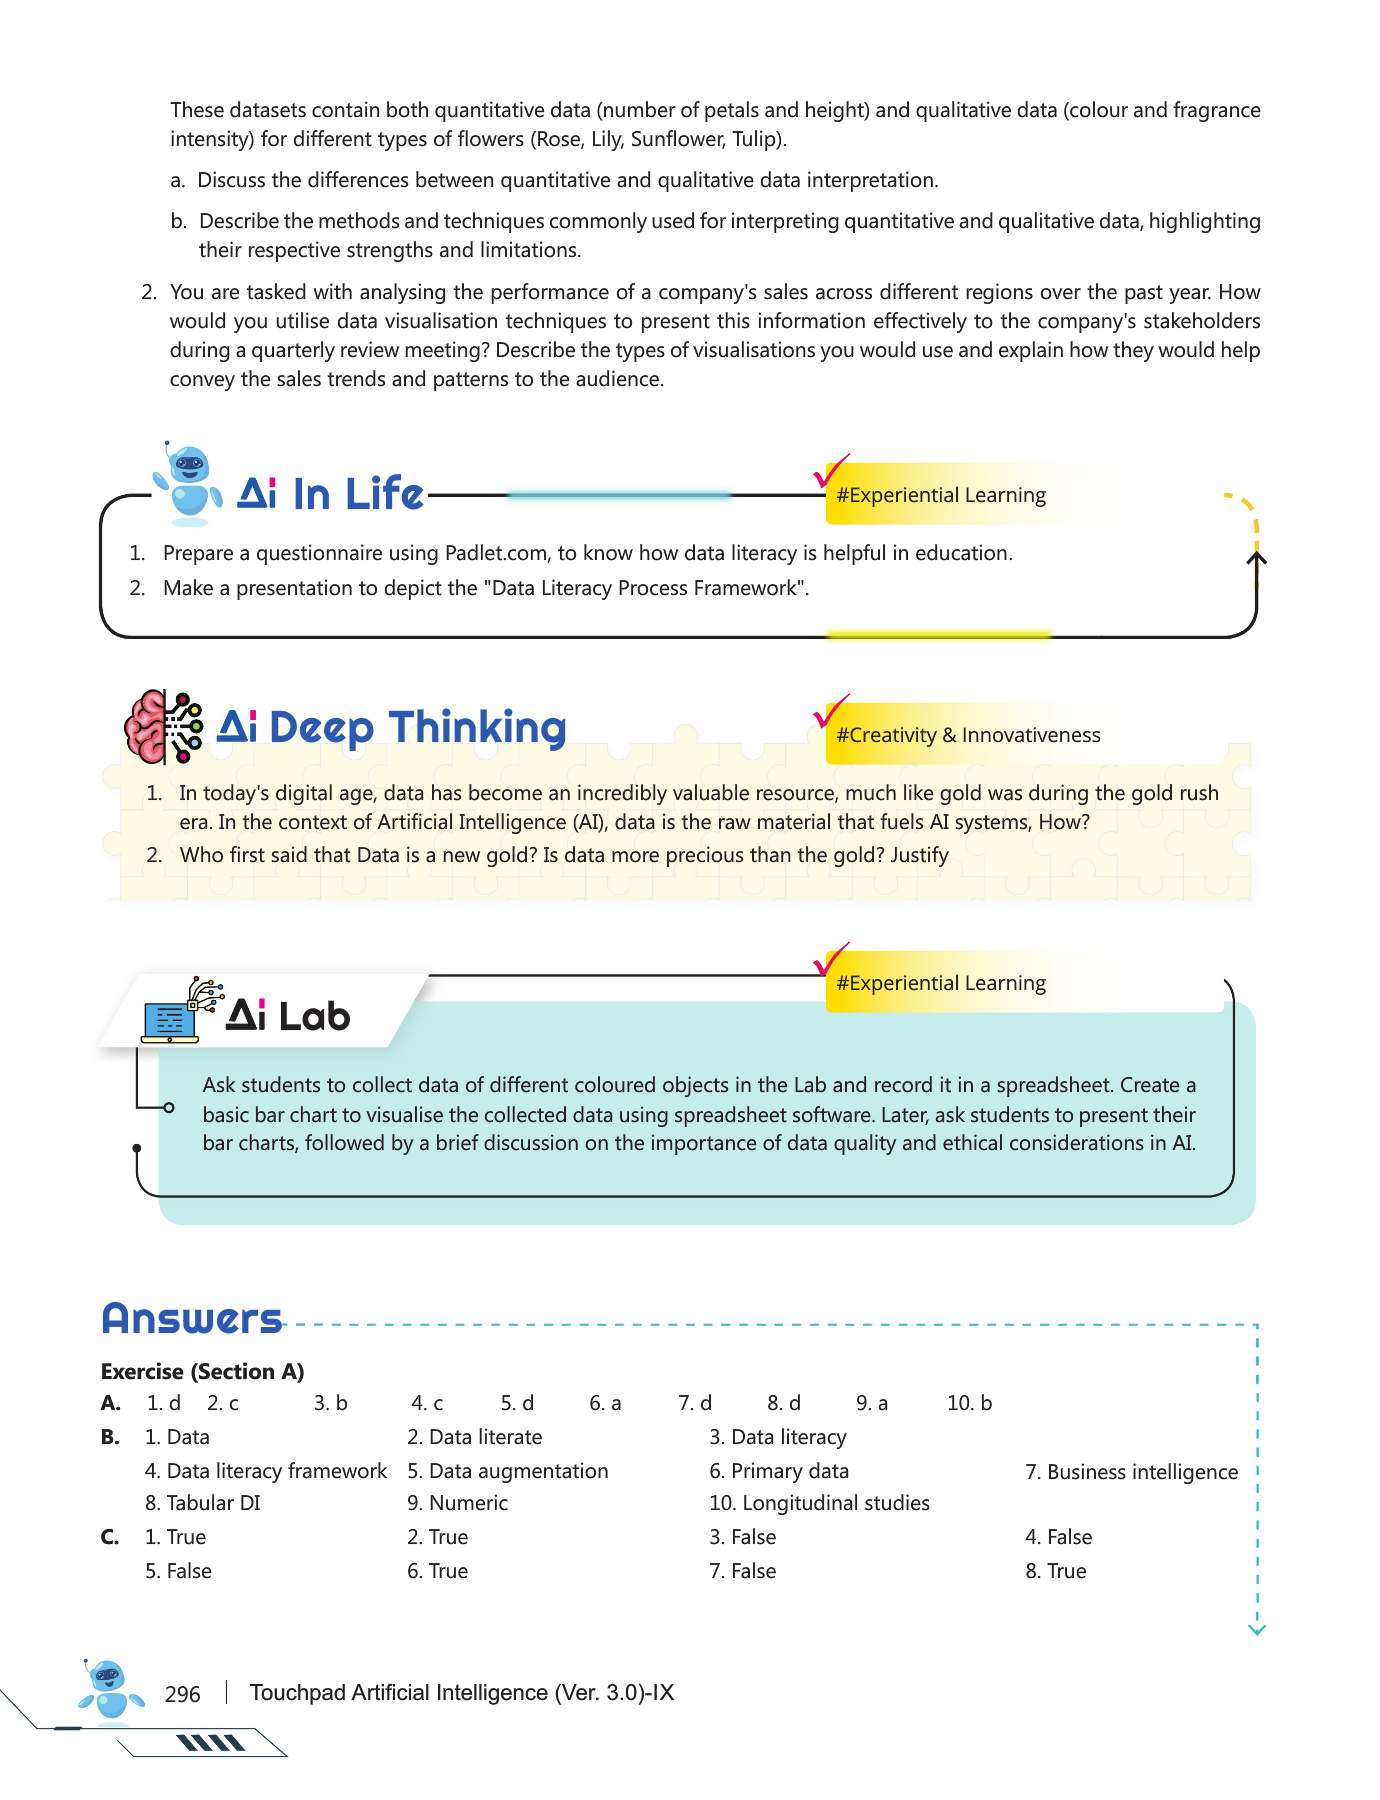 These datasets contain both quantitative data (number of petals and height) and qualitative data (colour and fragrance
intensity) for different types of flowers (Rose, Lily, Sunflower, Tulip).
a. Discuss the differences between quantitative and qualitative data interpretation.
b. Describe the methods and techniques commonly used for interpreting quantitative and qualitative data, highlighting
their respective strengths and limitations.
2. You are tasked with analysing the performance of a company's sales across different regions over the past year. How
would you utilise data visualisation techniques to present this information effectively to the company's stakeholders
during a quarterly review meeting? Describe the types of visualisations you would use and explain how they would help
convey the sales trends and patterns to the audience.
Ai In Life
#Experiential Learning
1. Prepare a questionnaire using Padlet.com, to know how data literacy is helpful in education.
2. Make a presentation to depict the "Data Literacy Process Framework".
Ai Deep Thinking
#Creativity & Innovativeness
1. In today's digital age, data has become an incredibly valuable resource, much like gold was during the gold rush
era. In the context of Artificial Intelligence (AI), data is the raw material that fuels AI systems, How?
2. Who first said that Data is a new gold? Is data more precious than the gold? Justify
#Experiential Learning
Ai Lab
Ask students to collect data of different coloured objects in the Lab and record it in a spreadsheet. Create a
basic bar chart to visualise the collected data using spreadsheet software. Later, ask students to present their
bar charts, followed by a brief discussion on the importance of data quality and ethical considerations in AI.
Answers
Exercise (Section A)
A. 1. d 2. c 3. b 4. c 5. d 6. a 7. d 8. d 9. a 10. b
B. 1. Data 2. Data literate 3. Data literacy
4. Data literacy framework 5. Data augmentation 6. Primary data 7. Business intelligence
8. Tabular DI 9. Numeric 10. Longitudinal studies
C. 1. True 2. True 3. False 4. False
5. False 6. True 7. False 8. True
296 | Touchpad Artificial Intelligence (Ver. 3.0)-IX